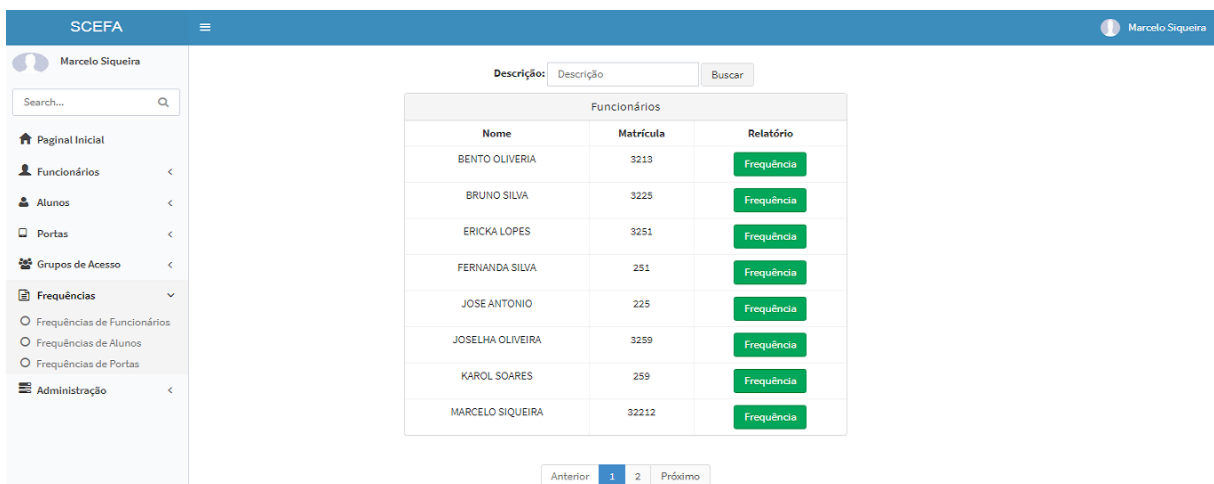 SCEFA
Marcelo Siqueira
Marcelo Siqueira
Search...
Paginal Inicial
Funcionários
Alunos
Portas
Grupos de Acesso
Frequências
Frequências de Funcionários
Frequências de Alunos
Frequências de Portas
Administração
Descrição: Descrição Buscar
Funcionários
Nome Matrícula Relatório
BENTO OLIVERIA 3213 Frequência
BRUNO SILVA 3225 Frequência
ERICKA LOPES 3251 Frequência
FERNANDA SILVA 251 Frequência
JOSE ANTONIO 225 Frequência
JOSELHA OLIVEIRA 3259 Frequência
KAROL SOARES 259 Frequência
MARCELO SIQUEIRA 32212 Frequência
Anterior 1 2 Próximo